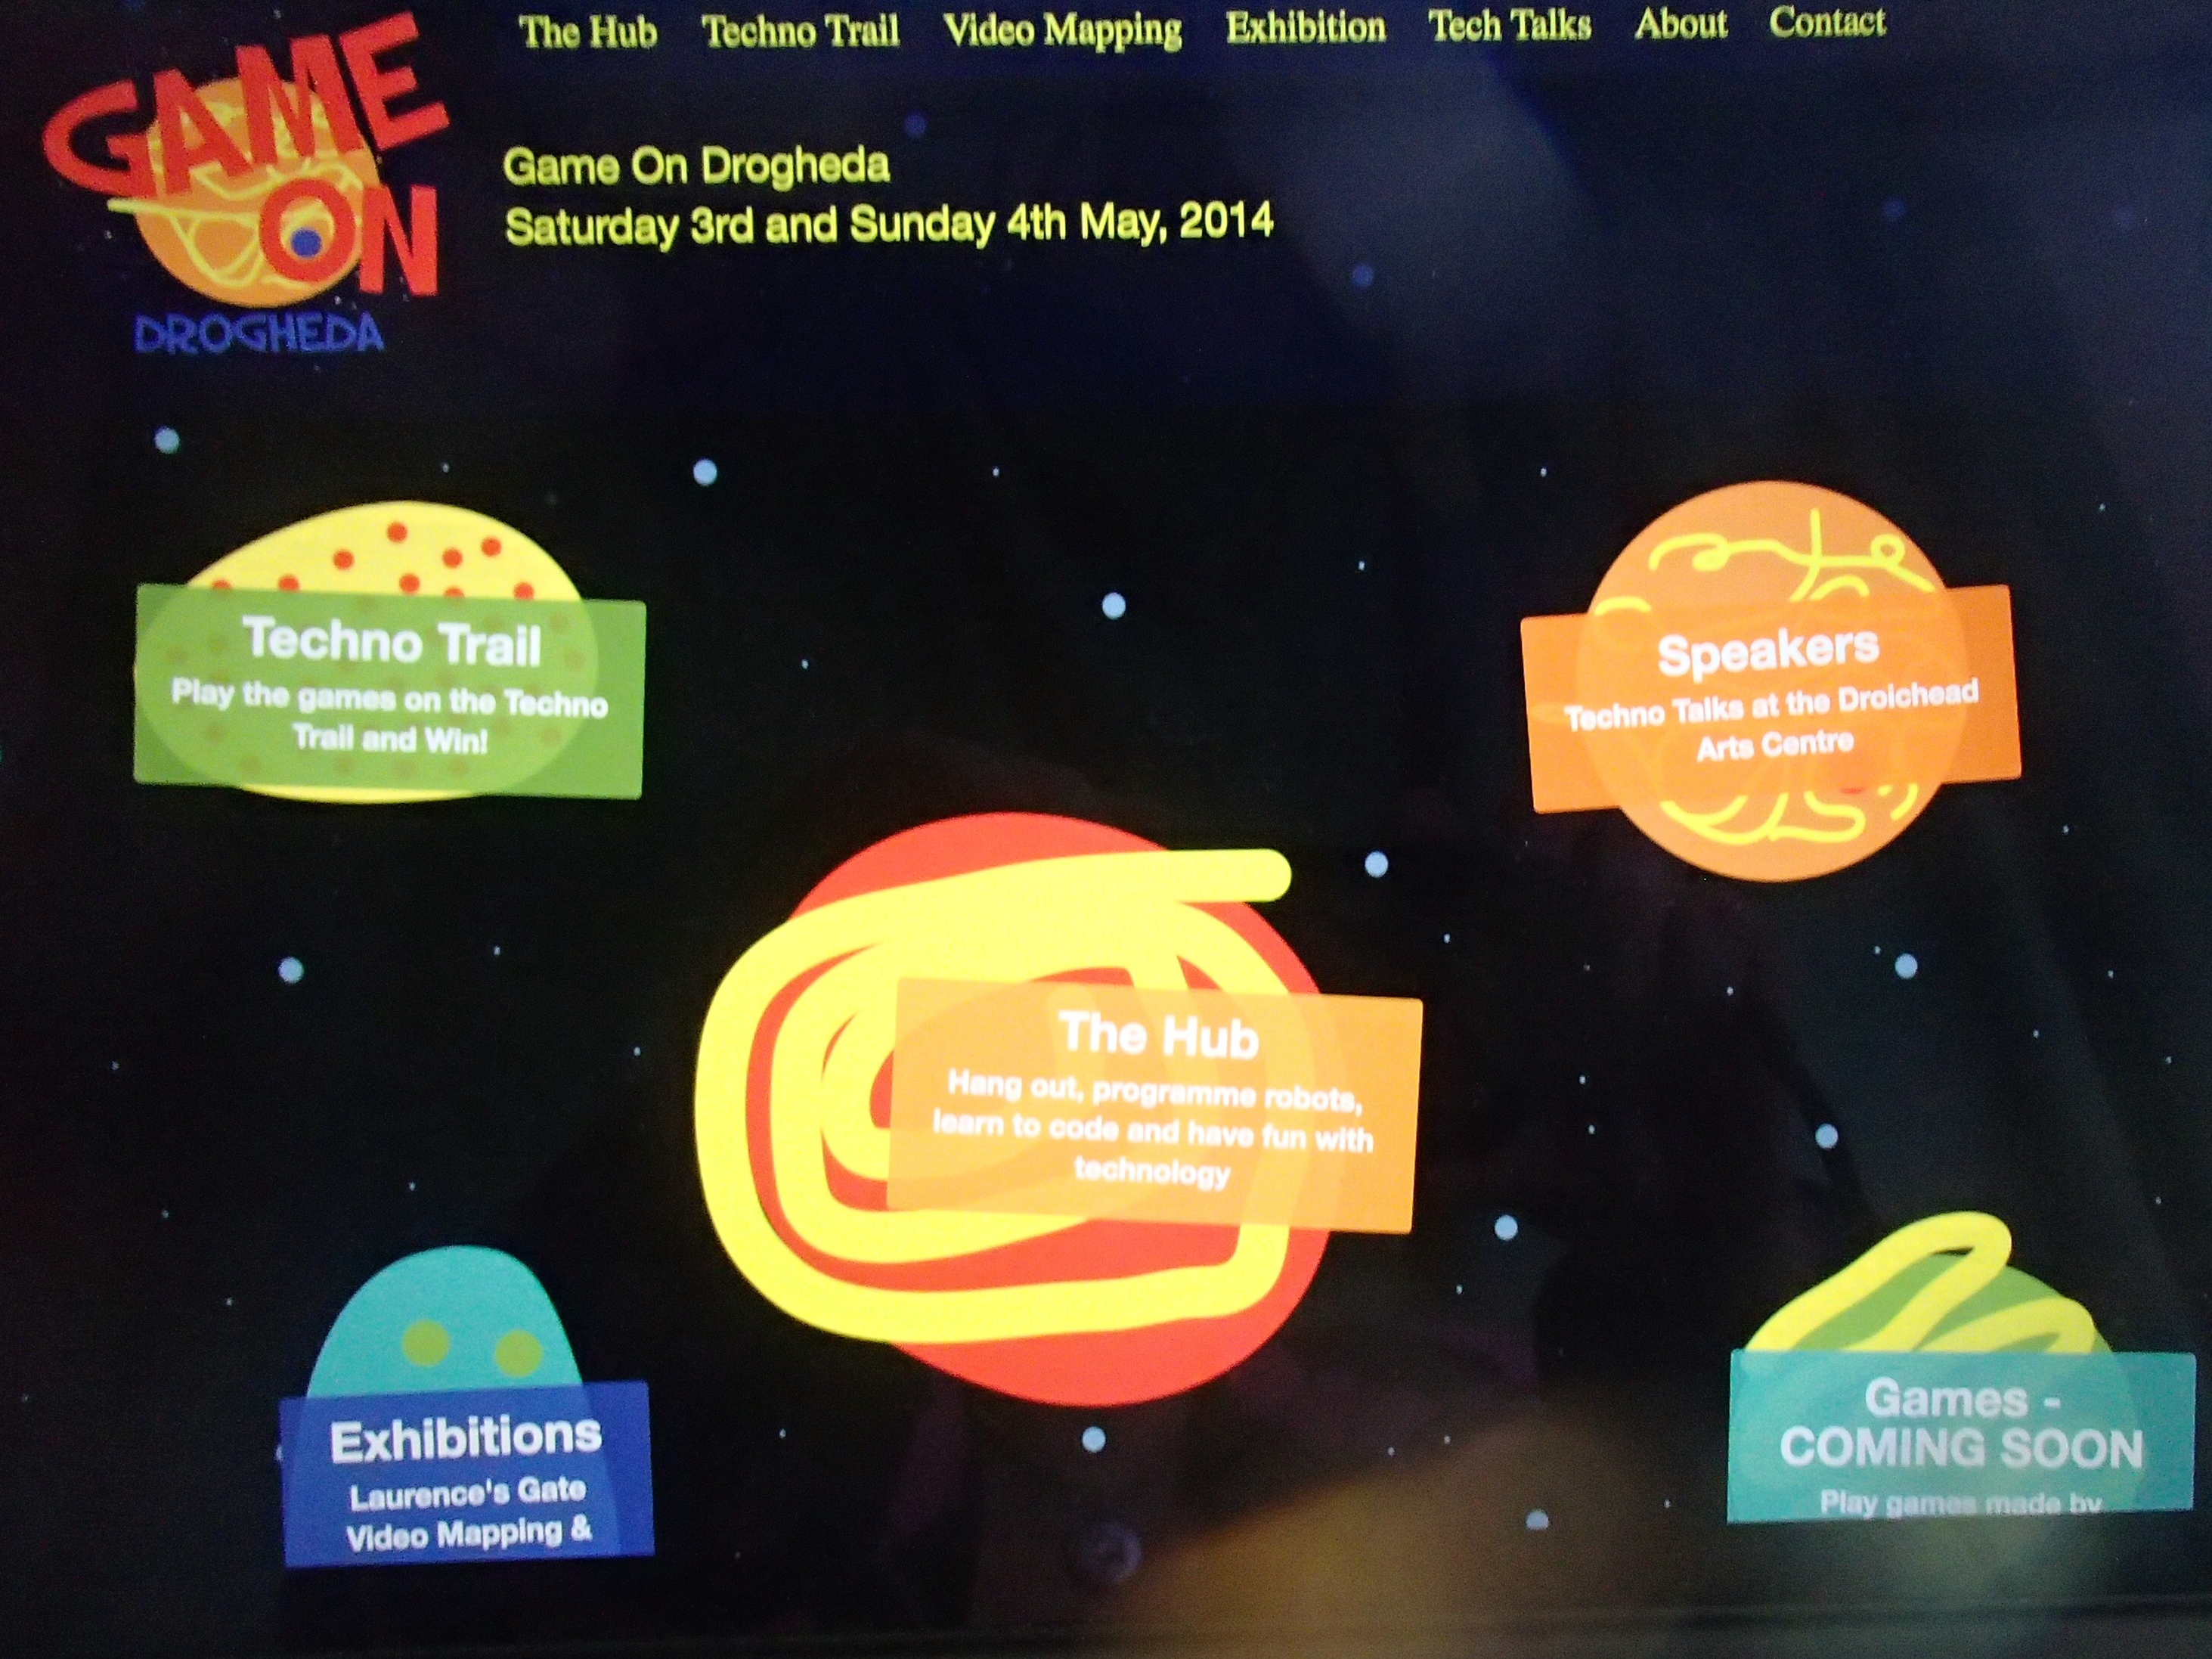 The Hub Techno Trail Video Mapping Exhibition Tech Talks About Contact
GAME
ON
DROGHEDA
Game On Drogheda
Saturday 3rd and Sunday 4th May, 2014
Techno Trail
Play the games on the Techno
Trail and Win!
Speakers
Techno Talks at the Droichead
Arts Centre
The Hub
Hang out, programme robots,
learn to code and have fun with
technology
Exhibitions
Laurence's Gate
Video Mapping &
Games -
COMING SOON
Play games made by